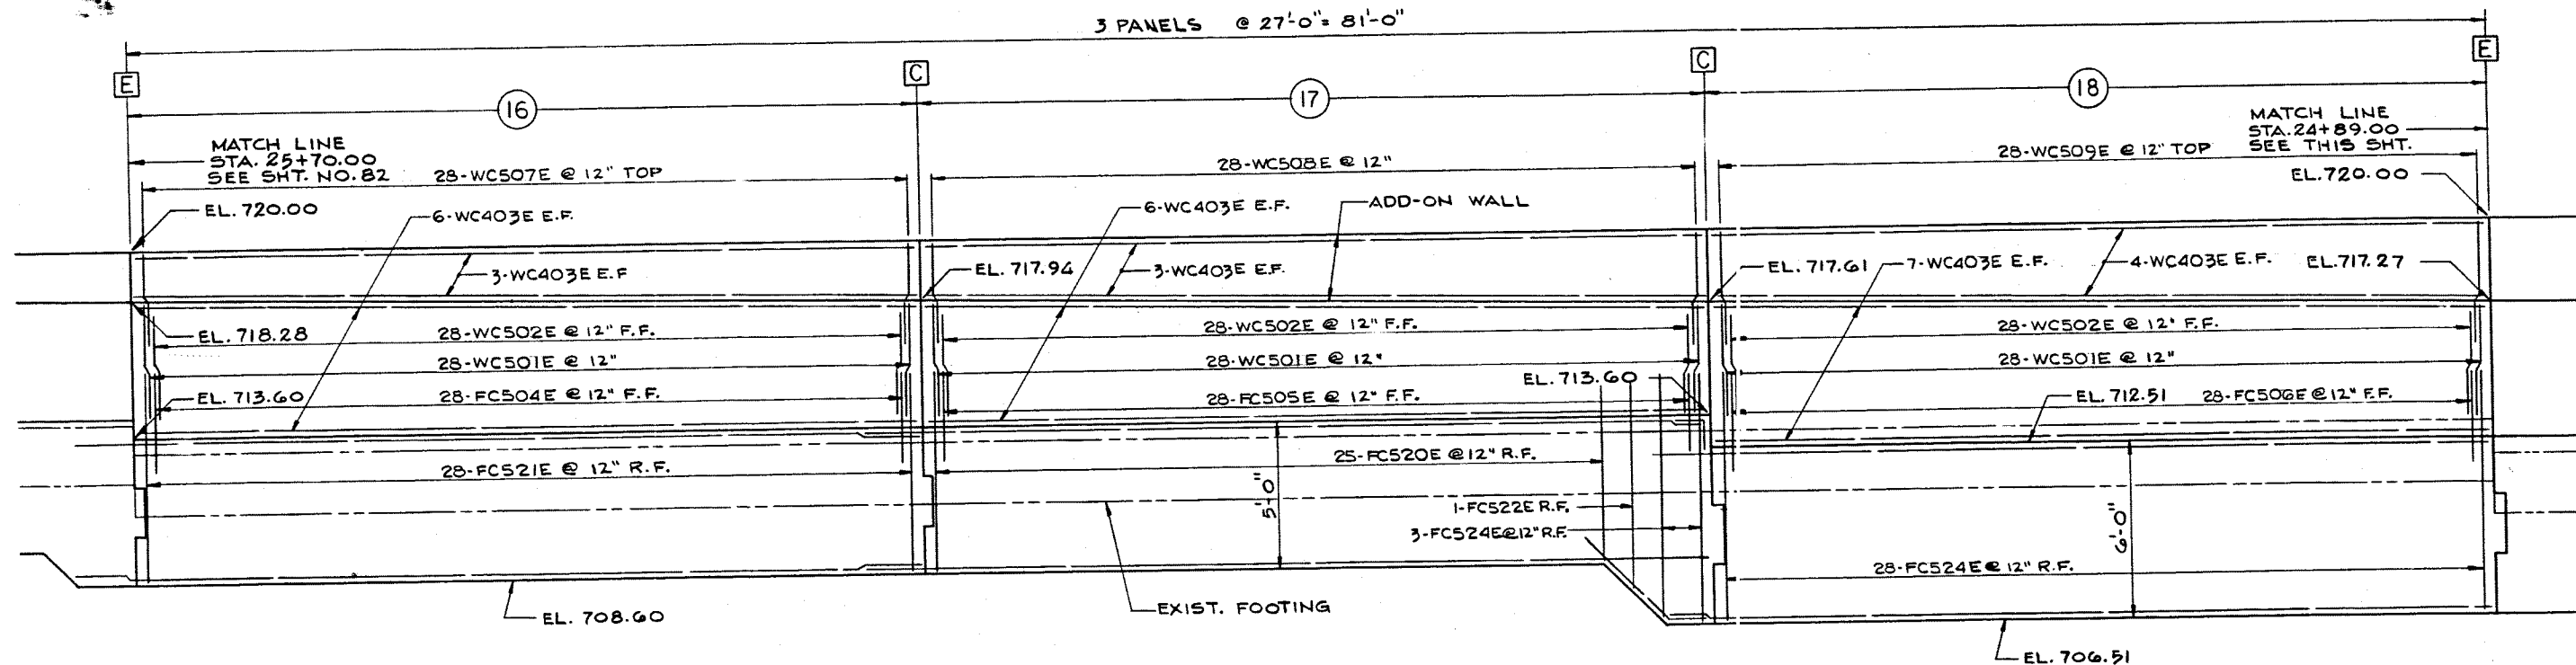 3 PANELS @ 27'-0" = 81'-0"
E
C
C
E
16
17
18
MATCH LINE
STA. 25+70.00
SEE SHT. NO. 82
MATCH LINE
STA. 24+89.00
SEE THIS SHT.
28-WC507E @ 12" TOP
28-WC508E @ 12"
28-WC509E @ 12" TOP
EL. 720.00
EL. 720.00
6-WC403E E.F.
6-WC403E E.F.
ADD-ON WALL
3-WC403E E.F
EL. 717.94
3-WC403E E.F.
EL. 717.61
7-WC403E E.F.
4-WC403E E.F.
EL. 717.27
EL. 718.28
28-WC502E @ 12" F.F.
28-WC502E @ 12" F.F.
28-WC502E @ 12" F.F.
28-WC501E @ 12"
28-WC501E @ 12"
28-WC501E @ 12"
EL. 713.60
EL. 713.60
28-FC504E @ 12" F.F.
28-FC505E @ 12" F.F.
EL. 712.51
28-FC506E @ 12" F.F.
28-FC521E @ 12" R.F.
25-FC520E @ 12" R.F.
5'-0"
1-FC522E R.F.
3-FC524E @ 12" R.F.
6'-0"
28-FC524E @ 12" R.F.
EL. 708.60
EXIST. FOOTING
EL. 706.51